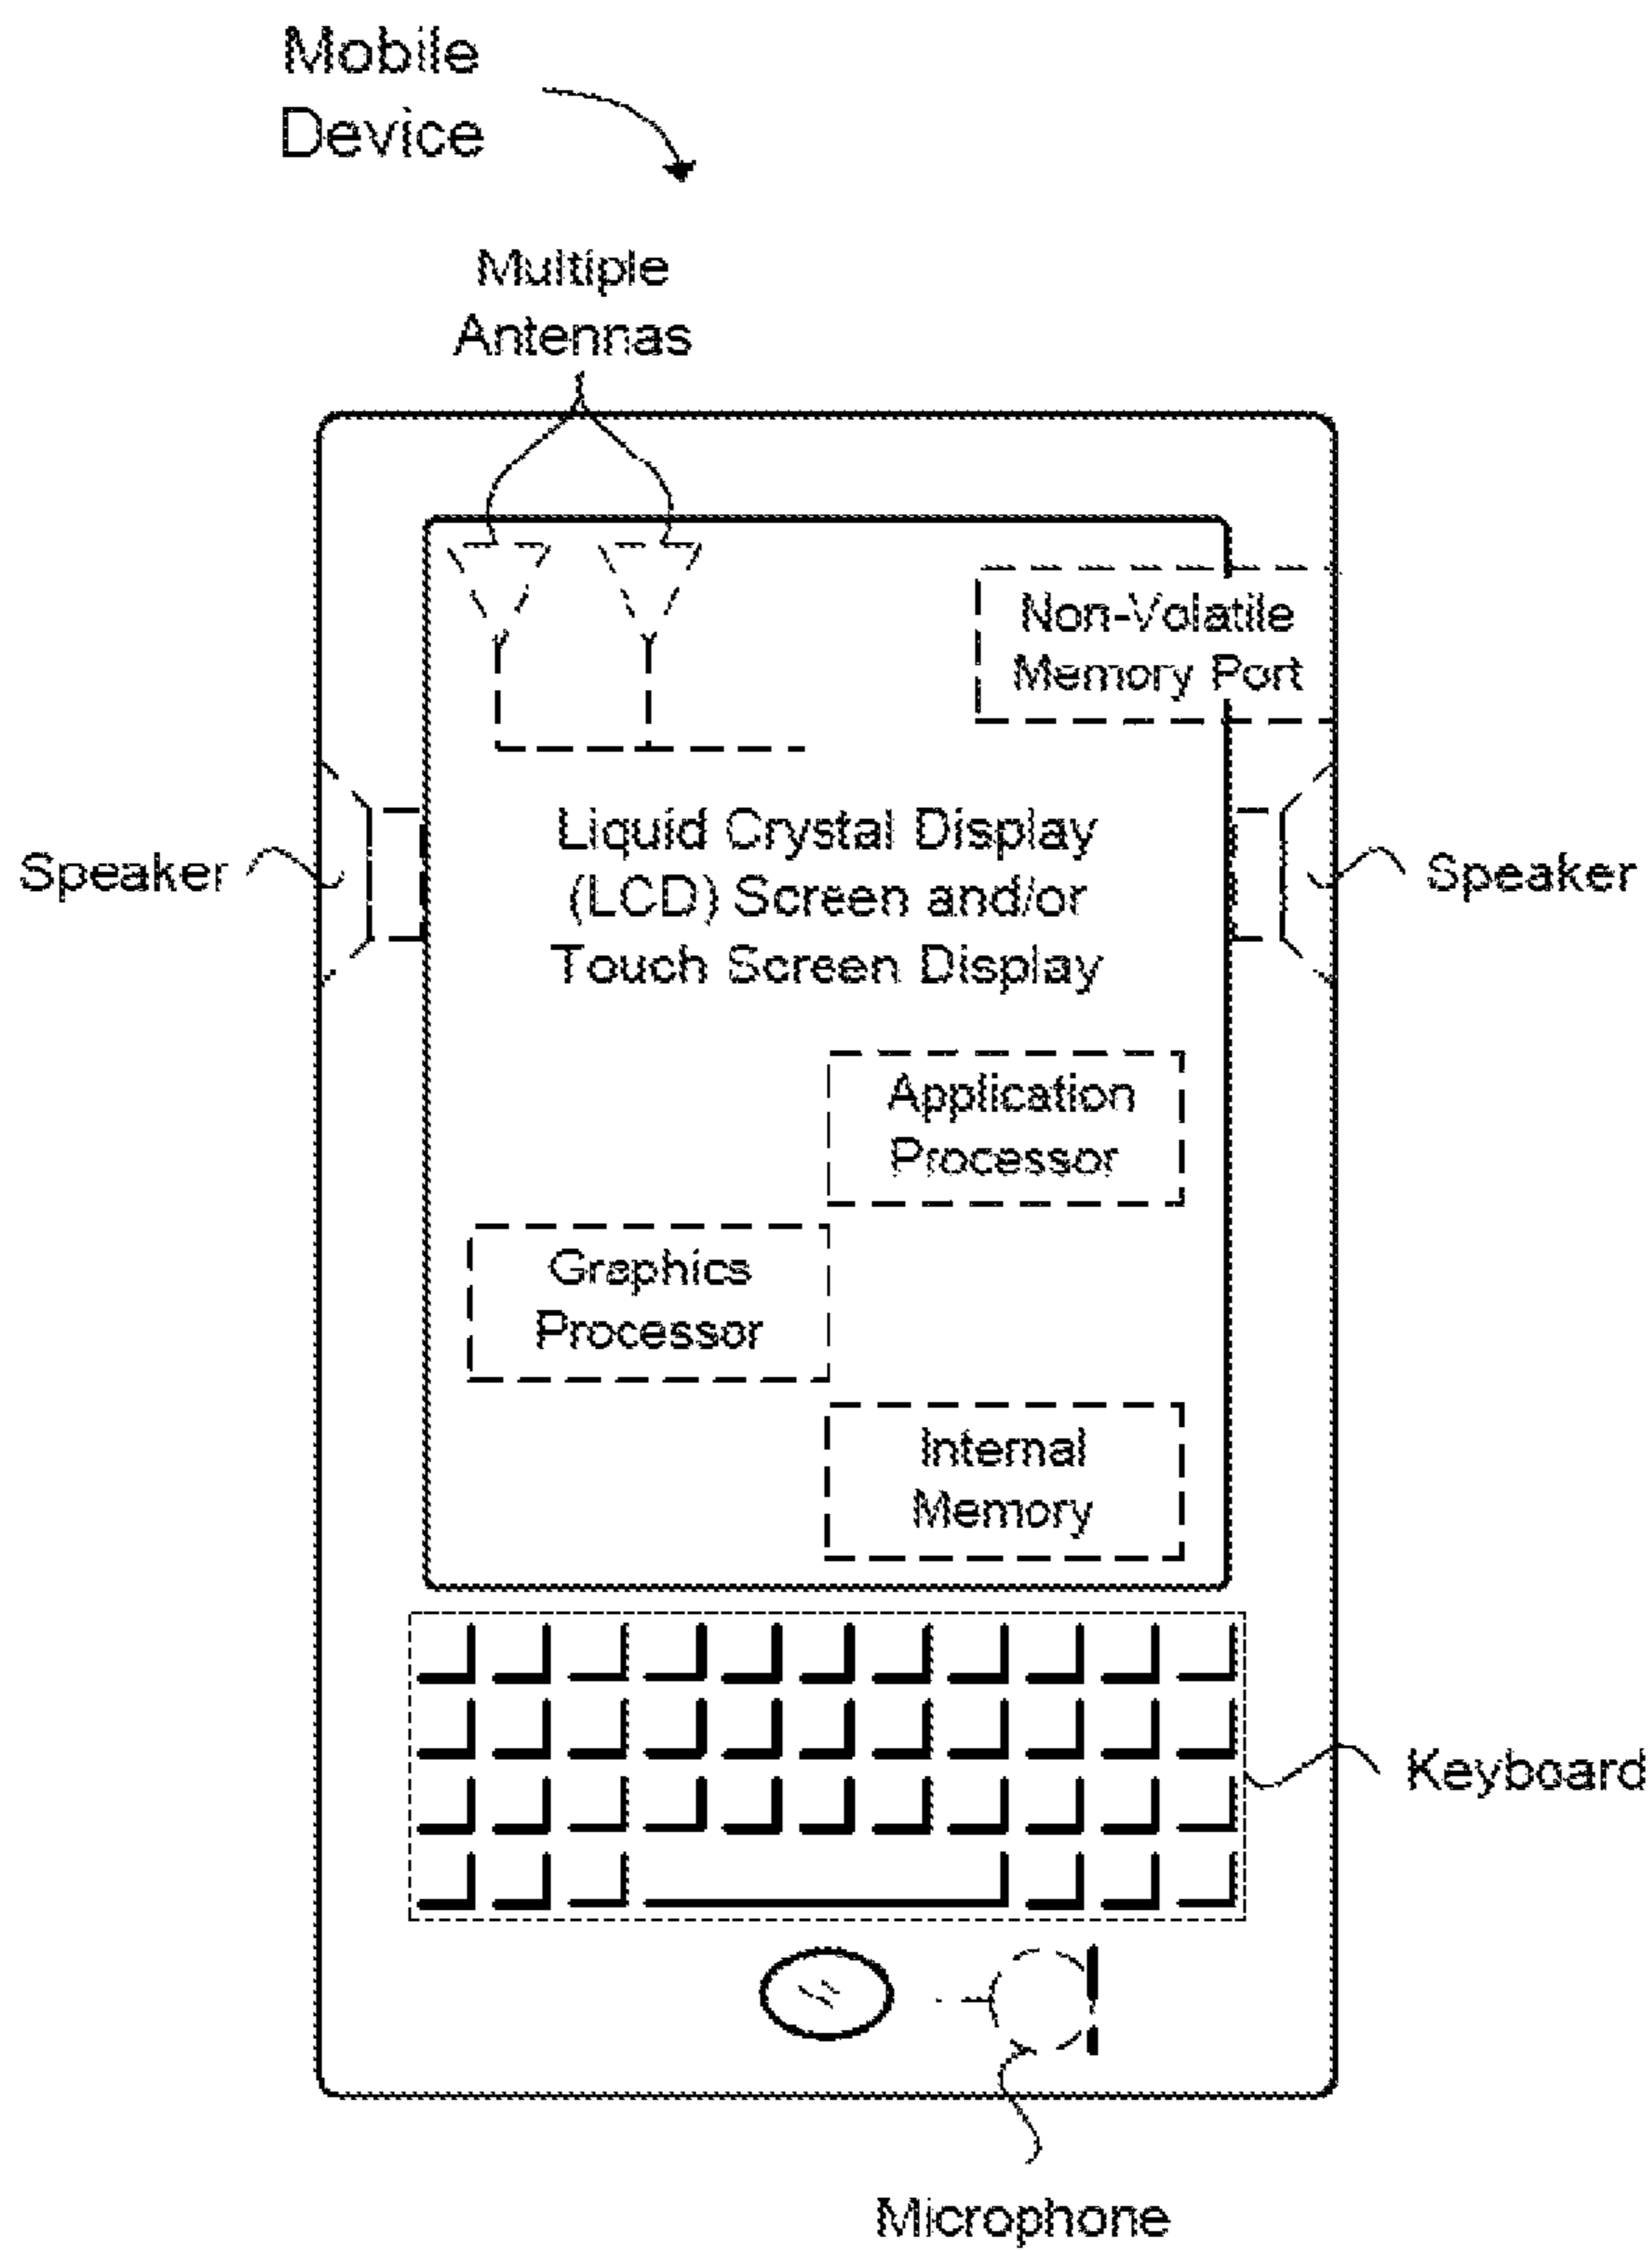 Mobile
Device
Multiple
Antennas
Non-Volatile
Memory Port
Speaker
Liquid Crystal Display
(LCD) Screen and/or
Touch Screen Display
Speaker
Application
Processor
Graphics
Processor
Internal
Memory
Keyboard
Microphone